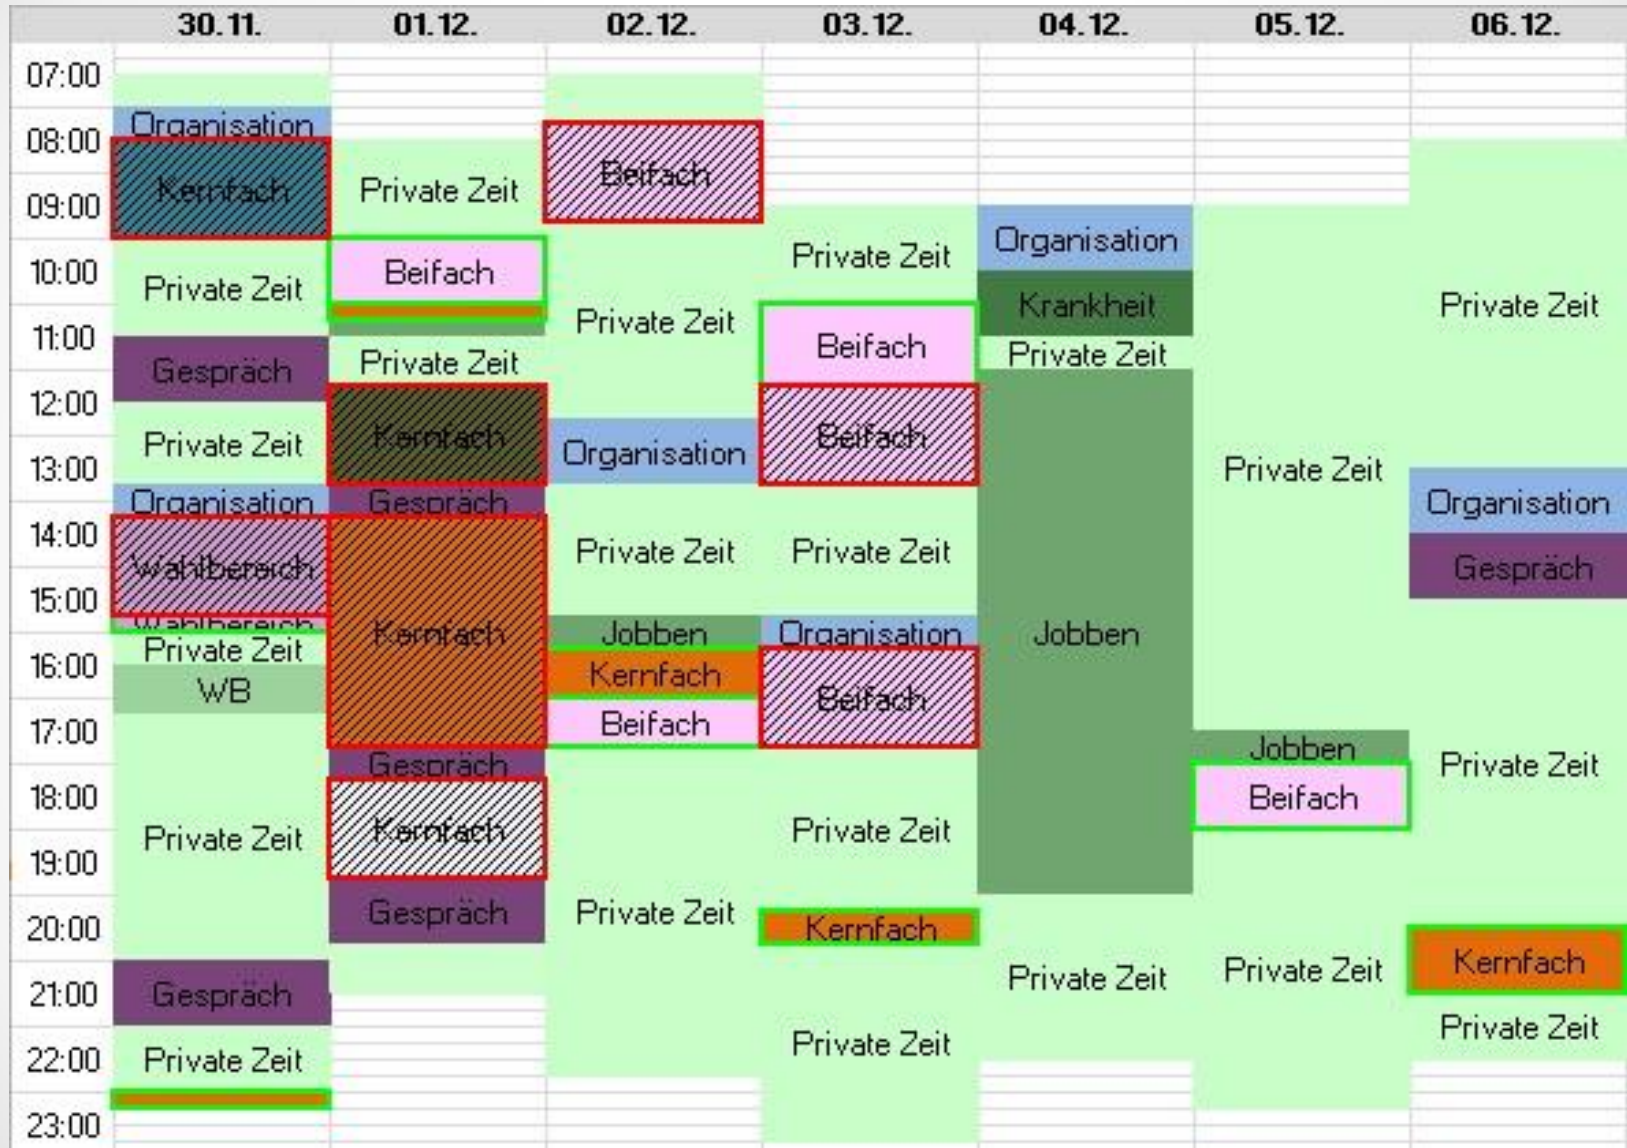 30.11. 01.12. 02.12. 03.12. 04.12. 05.12. 06.12.
07:00
Organisation
08:00
Kernfach Private Zeit Beifach
09:00
Organisation
Private Zeit
10:00
Private Zeit Beifach
Private Zeit Krankheit Private Zeit
11:00
Gespräch Private Zeit Beifach Private Zeit
12:00
Private Zeit Kernfach Organisation Beifach
13:00
Private Zeit
Organisation Gespräch Organisation
14:00
Wahlbereich Private Zeit Private Zeit Gespräch
15:00
Wahlbereich Kernfach Jobben Organisation Jobben
Private Zeit
16:00
WB Kernfach Beifach
17:00
Beifach
Gespräch Jobben Private Zeit
18:00
Private Zeit Kernfach Private Zeit Beifach
19:00
Gespräch Private Zeit Kernfach
20:00
Private Zeit Private Zeit Kernfach
21:00
Gespräch
Private Zeit Private Zeit Private Zeit
22:00
23:00